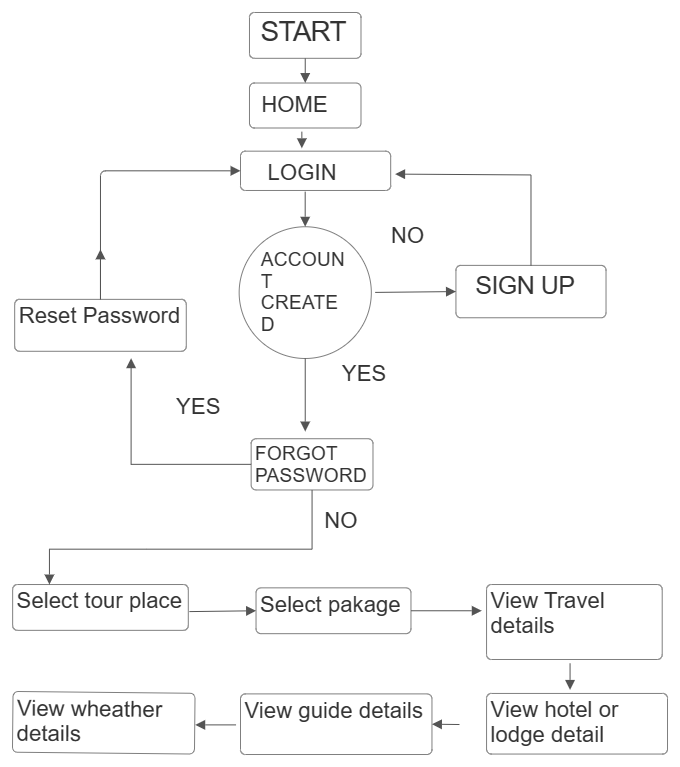 START
HOME
LOGIN
NO
ACCOUN
T
CREATE
D
SIGN UP
Reset Password
YES
YES
FORGOT
PASSWORD
NO
Select tour place
Select pakage
View Travel
details
View wheather
details
View guide details
View hotel or
lodge detail